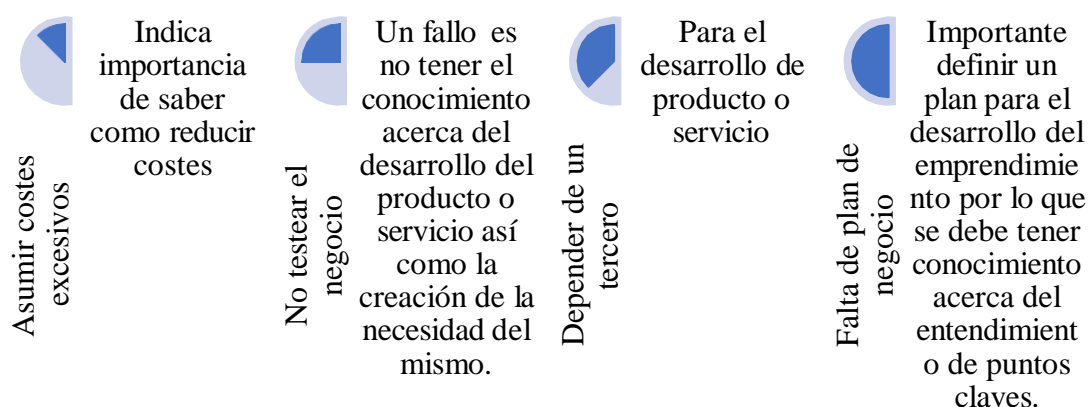 Asumir costes
excesivos
Indica
importancia
de saber
como reducir
costes
No testear el
negocio
Un fallo es
no tener el
conocimiento
acerca del
desarrollo del
producto o
servicio así
como la
creación de la
necesidad del
mismo.
Depender de un
tercero
Para el
desarrollo de
producto o
servicio
Falta de plan de
negocio
Importante
definir un
plan para el
desarrollo del
emprendimie
nto por lo que
se debe tener
conocimiento
acerca del
entendimient
o de puntos
claves.